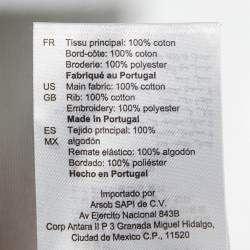 FR Tissu principal: 100% coton
Bord-côte: 100% coton
Broderie: 100% polyester
Fabriqué au Portugal
US Main fabric: 100% cotton
GB Rib: 100% cotton
Embroidery: 100% polyester
Made in Portugal
ES Tejido principal: 100%
MX algodón
Remate elástico: 100% algodón
Bordado: 100% poliéster
Hecho en Portugal
Importado por
Arsob SAPI de C.V.
Av Ejército Nacional 843B
Corp Antara II P 3 Granada Miguel Hidalgo,
Ciudad de Mexico C.P., 11520